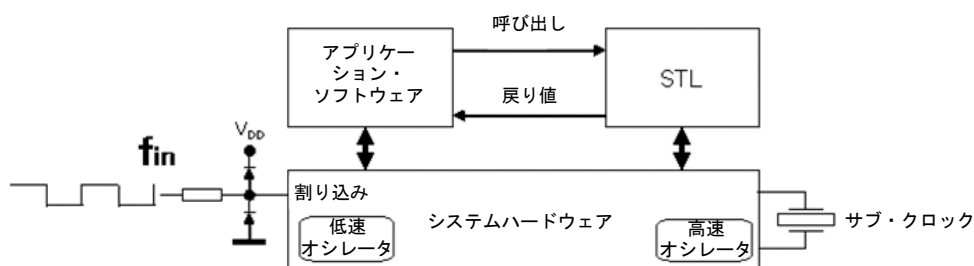 呼び出し
アプリケー
ション・
ソフトウェア
STL
戻り値
VDD
fin
割り込み
低速
オシレータ
システムハードウェア
高速
オシレータ
サブ・クロック